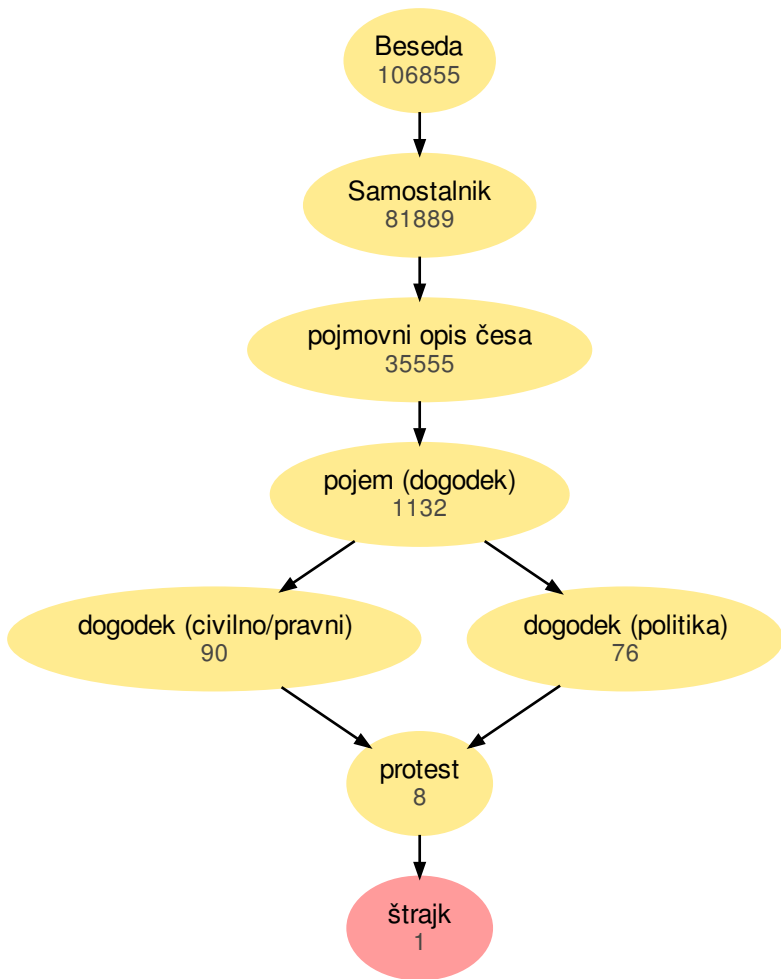 Beseda
106855
Samostalnik
81889
pojmovni opis česa
35555
pojem (dogodek)
1132
dogodek (civilno/pravni)
90
dogodek (politika)
76
protest
8
štrajk
1